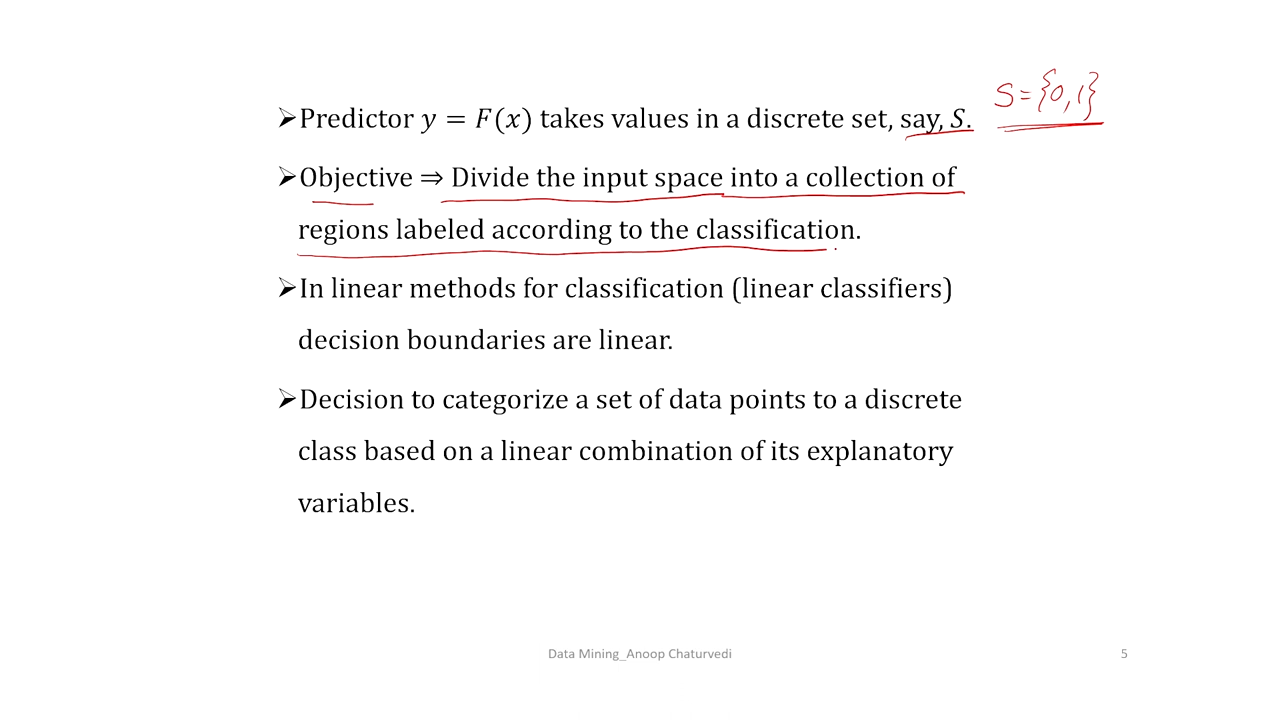 S={0,1}
➢Predictor y = F(x) takes values in a discrete set, say, S.
➢Objective ⇒ Divide the input space into a collection of
regions labeled according to the classification.
➢In linear methods for classification (linear classifiers)
decision boundaries are linear.
➢Decision to categorize a set of data points to a discrete
class based on a linear combination of its explanatory
variables.
Data Mining_Anoop Chaturvedi
5